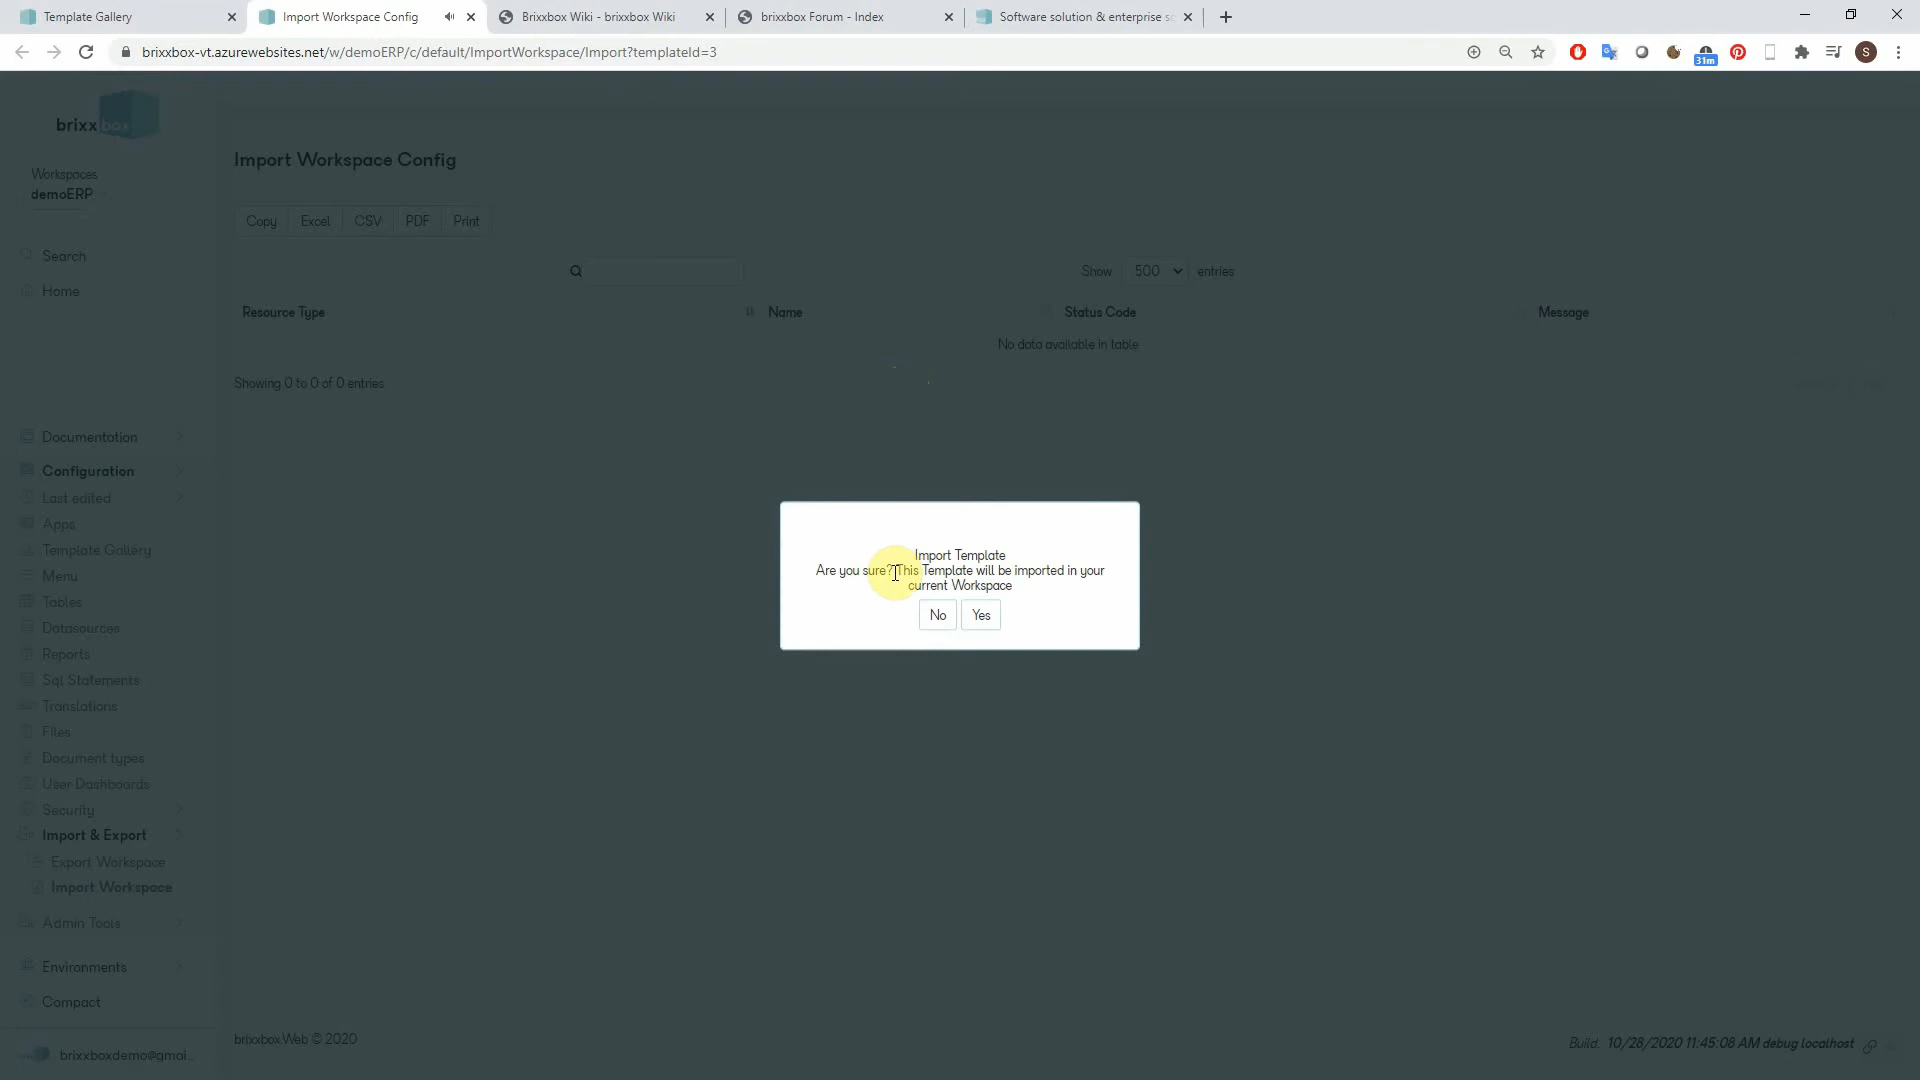 Template Gallery
Import Workspace Config
Brixxbox Wiki - brixxbox Wiki
brixxbox Forum - Index
Software solution & enterprise s
brixxbox-vt.azurewebsites.net/w/demoERP/c/default/ImportWorkspace/Import?templateId=3
31m
S
brixxbox
Workspaces
demoERP
Search
Home
Documentation
Configuration
Last edited
Apps
Template Gallery
Menu
Tables
Datasources
Reports
Sql Statements
Translations
Files
Document types
User Dashboards
Security
Import & Export
Export Workspace
Import Workspace
Admin Tools
Environments
Compact
brixxboxdemo@gmai...
Import Workspace Config
Copy Excel CSV PDF Print
Show 500 entries
Resource Type Name Status Code Message
No data available in table
Showing 0 to 0 of 0 entries
Import Template
Are you sure? This Template will be imported in your
current Workspace
No Yes
brixxbox.Web © 2020
Build: 10/28/2020 11:45:08 AM debug localhost